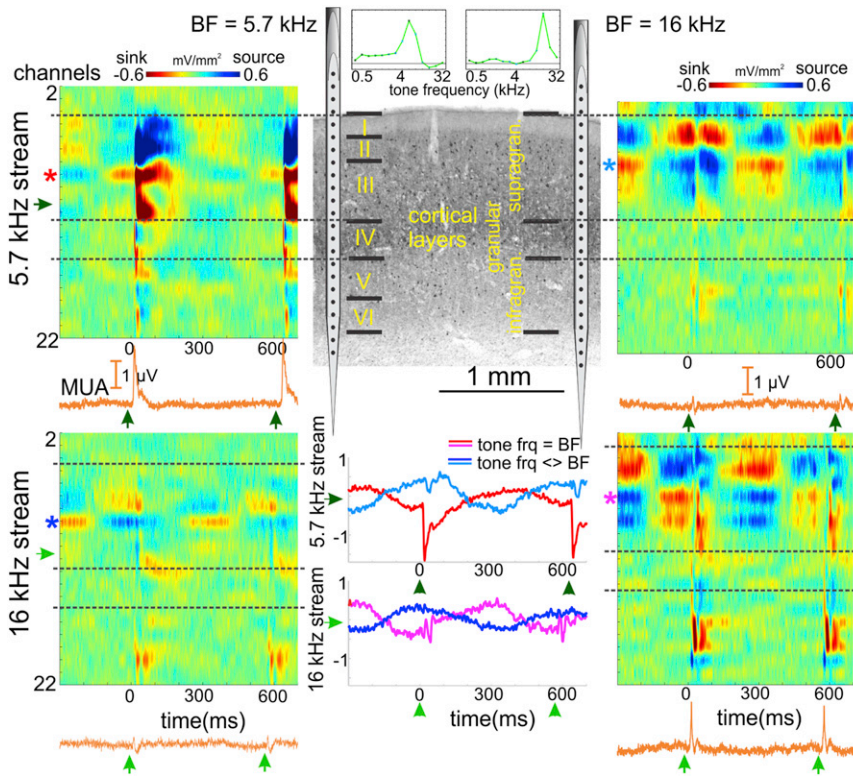 BF = 5.7 kHz
BF = 16 kHz
0.5 4 32
0.5 4 32
tone frequency (kHz)
sink mV/mm² source
channels -0.6 0.6
sink mV/mm² source
-0.6 0.6
2
5.7 kHz stream
*
22
0 300 600
I
II
III
IV
V
VI
cortical
layers
supragran.
granular
infragran.
1 mm
*
0 300 600
MUA
1 µV
1 µV
2
16 kHz stream
*
22
0 300 600
time(ms)
tone frq = BF
tone frq <> BF
5.7 kHz stream
1
-1
0 300 600
16 kHz stream
1
-1
0 300 600
time(ms)
*
0 300 600
time(ms)